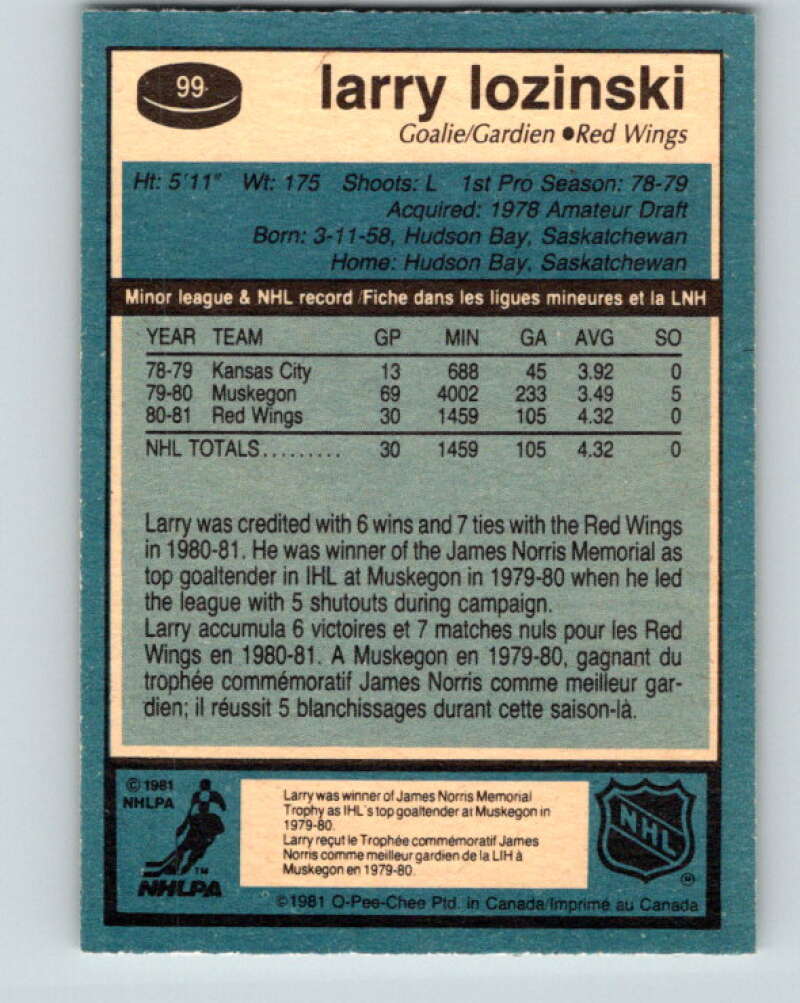 99
larry lozinski
Goalie/Gardien ●Red Wings
Ht: 5'11" Wt: 175 Shoots: L 1st Pro Season: 78-79
Acquired: 1978 Amateur Draft
Born: 3-11-58, Hudson Bay, Saskatchewan
Home: Hudson Bay, Saskatchewan
Minor league & NHL record /Fiche dans les ligues mineures et la LNH
YEAR TEAM GP MIN GA AVG SO
78-79 Kansas City 13 688 45 3.92 0
79-80 Muskegon 69 4002 233 3.49 5
80-81 Red Wings 30 1459 105 4.32 0
NHL TOTALS......... 30 1459 105 4.32 0
Larry was credited with 6 wins and 7 ties with the Red Wings
in 1980-81. He was winner of the James Norris Memorial as
top goaltender in IHL at Muskegon in 1979-80 when he led
the league with 5 shutouts during campaign.
Larry accumula 6 victoires et 7 matches nuls pour les Red
Wings en 1980-81. A Muskegon en 1979-80, gagnant du
trophée commémoratif James Norris comme meilleur gar-
dien; il réussit 5 blanchissages durant cette saison-là.
© 1981
NHLPA
NHLPA
TM
Larry was winner of James Norris Memorial
Trophy as IHL's top goaltender at Muskegon in
1979-80.
Larry reçut le Trophée commémoratif James
Norris comme meilleur gardien de la LIH à
Muskegon en 1979-80.
NHL
®
©1981 O-Pee-Chee Ptd. in Canada/Imprimé au Canada